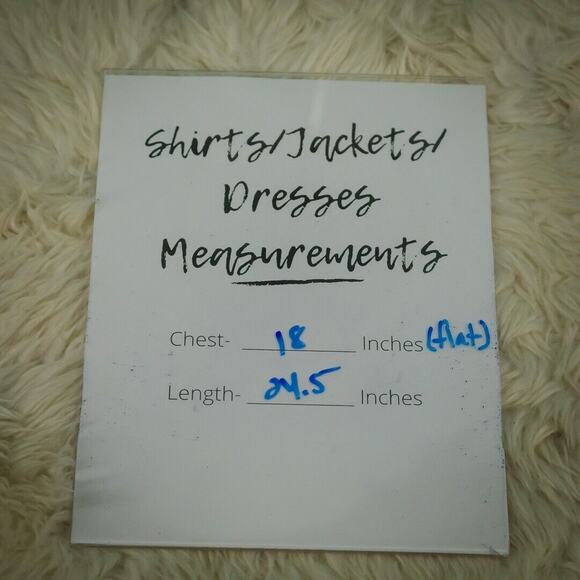 Shirts/Jackets/
Dresses
Measurements
Chest- 18 Inches (flat)
Length- 24.5 Inches